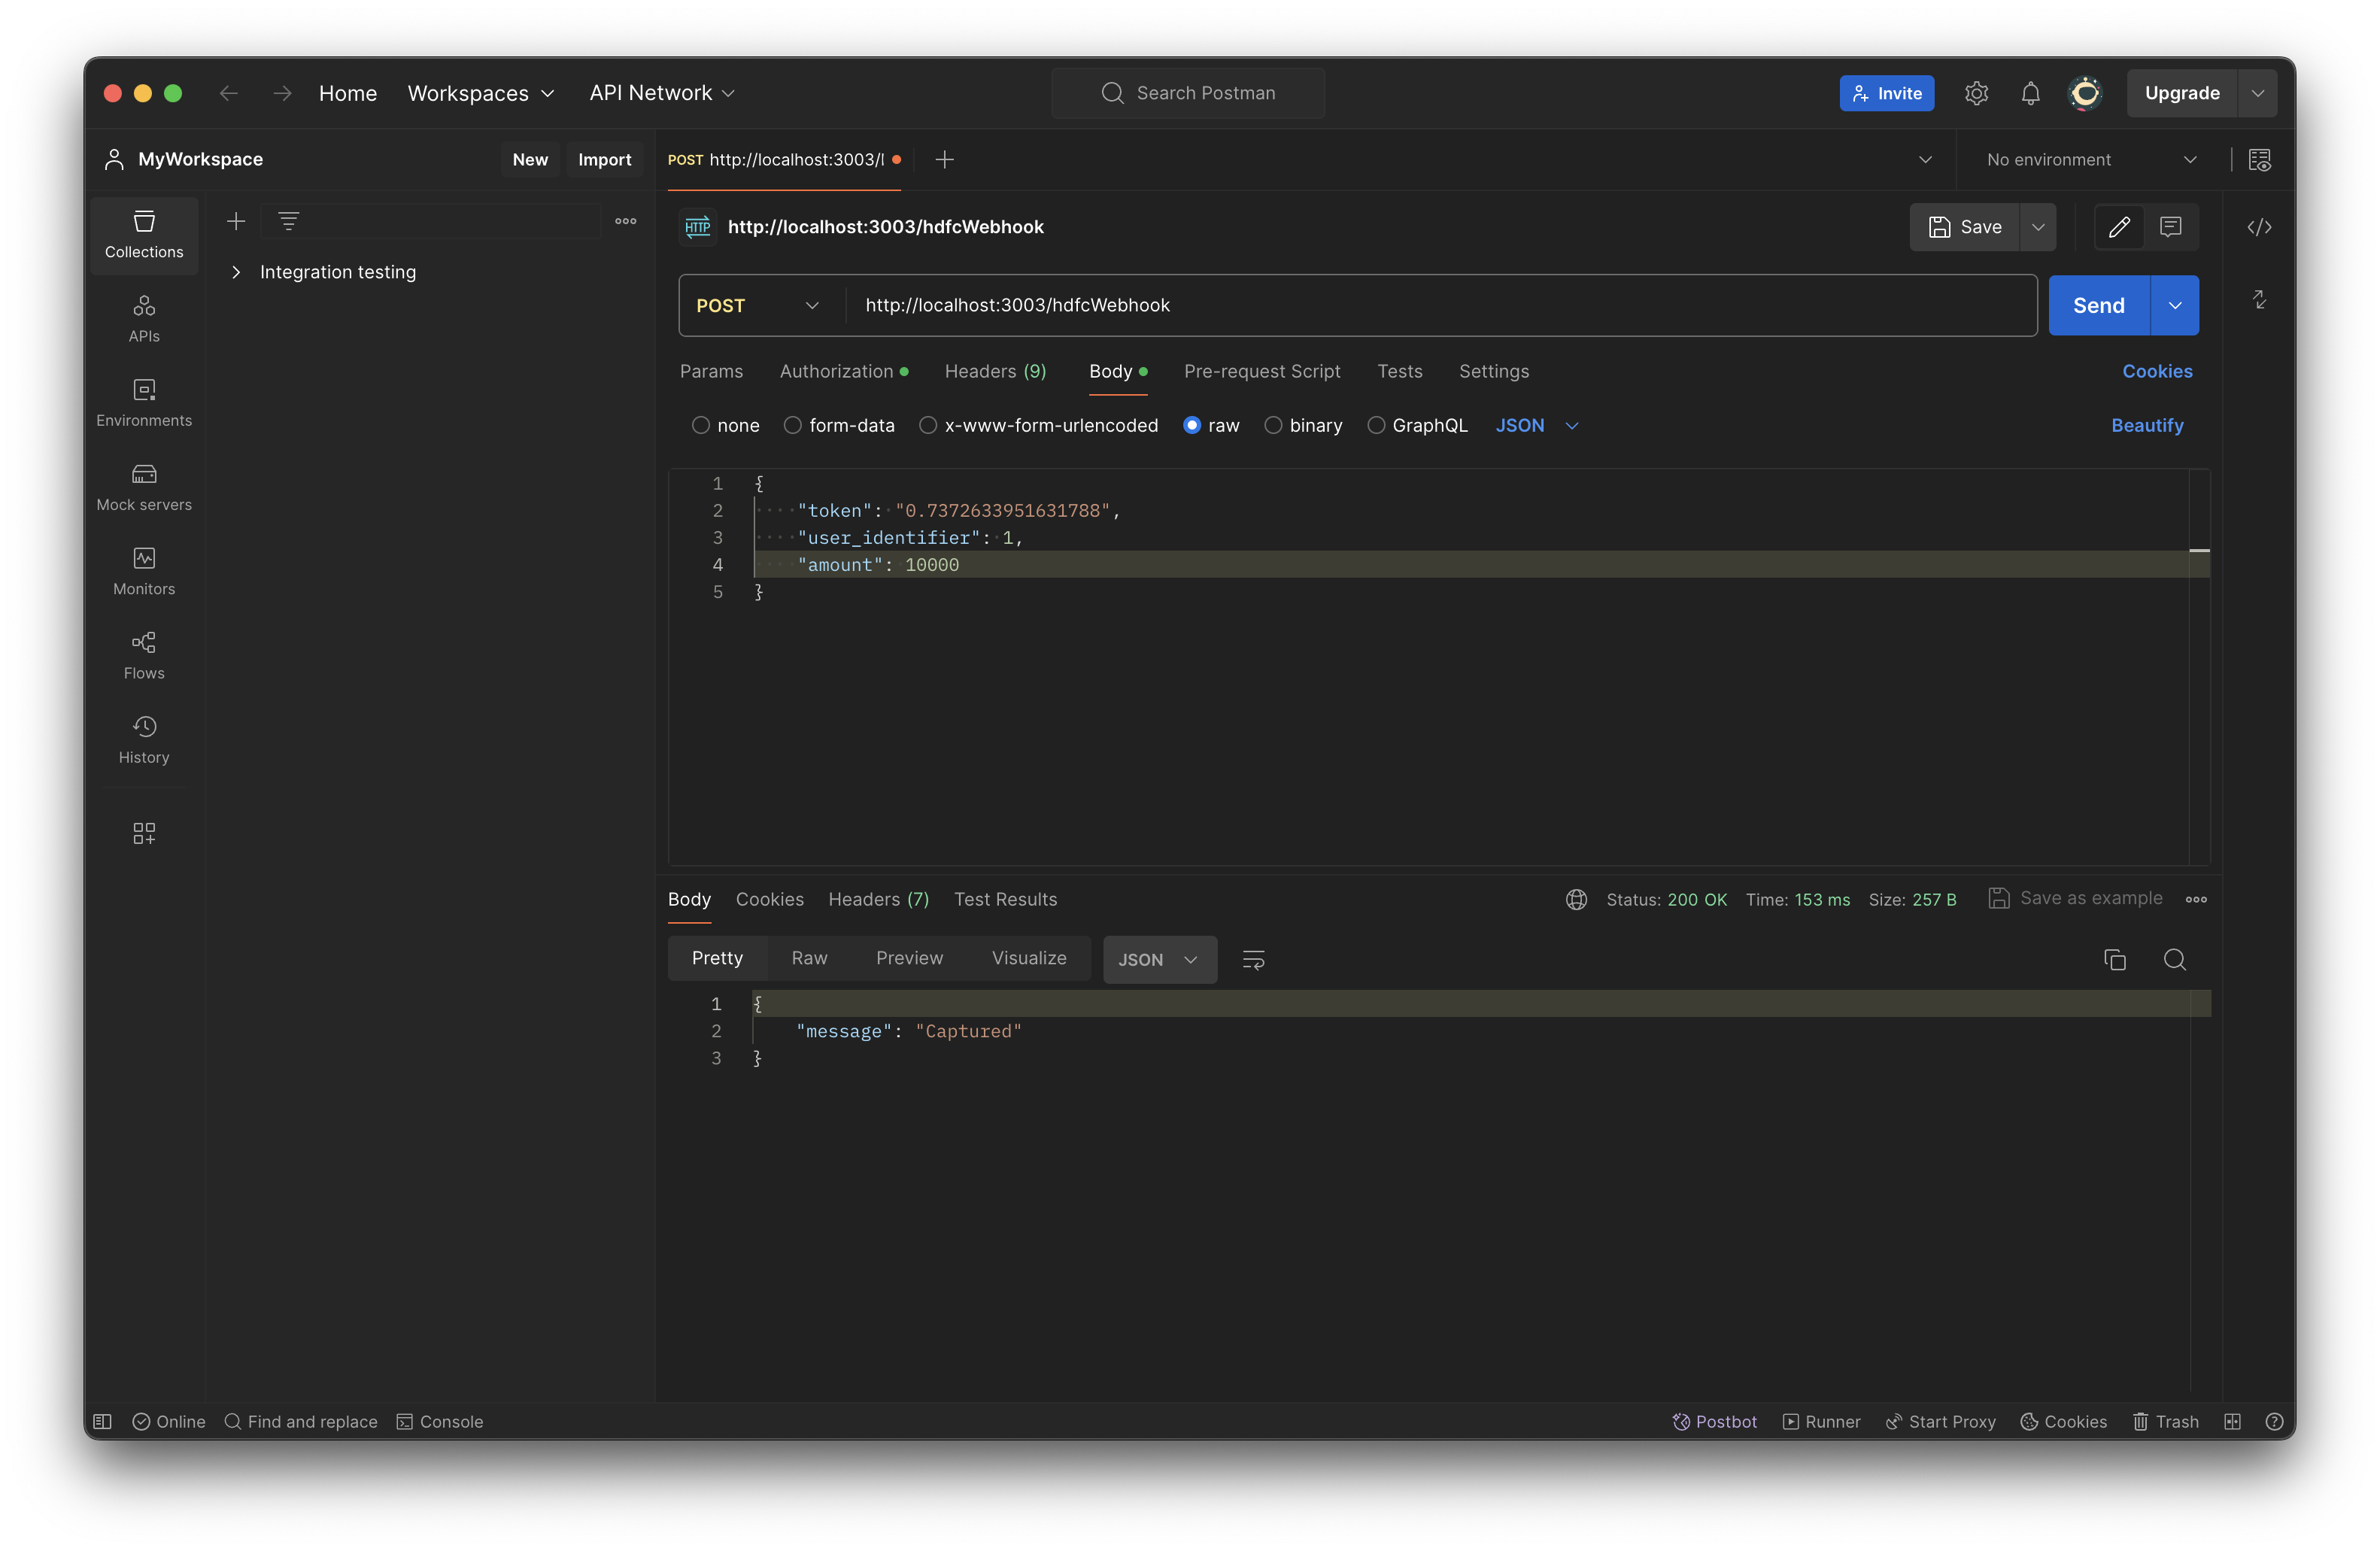 Home Workspaces API Network Search Postman Invite Upgrade
MyWorkspace New Import POST http://localhost:3003/ No environment
Collections
APIs
Environments
Mock servers
Monitors
Flows
History
Integration testing
HTTP http://localhost:3003/hdfcWebhook Save
POST http://localhost:3003/hdfcWebhook Send
Params Authorization Headers (9) Body Pre-request Script Tests Settings Cookies
none form-data x-www-form-urlencoded raw binary GraphQL JSON Beautify
1 {
2 "token": "0.7372633951631788",
3 "user_identifier": 1,
4 "amount": 10000
5 }
Body Cookies Headers (7) Test Results Status: 200 OK Time: 153 ms Size: 257 B Save as example
Pretty Raw Preview Visualize JSON
1 {
2 "message": "Captured"
3 }
Online Find and replace Console Postbot Runner Start Proxy Cookies Trash